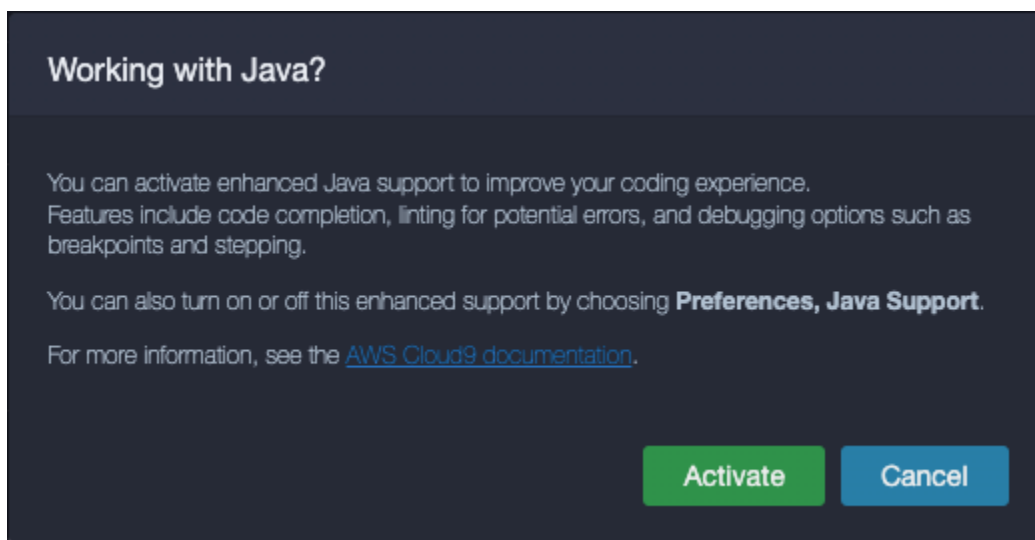 Working with Java?
You can activate enhanced Java support to improve your coding experience.
Features include code completion, linting for potential errors, and debugging options such as
breakpoints and stepping.
You can also turn on or off this enhanced support by choosing Preferences, Java Support.
For more information, see the AWS Cloud9 documentation.
Activate
Cancel